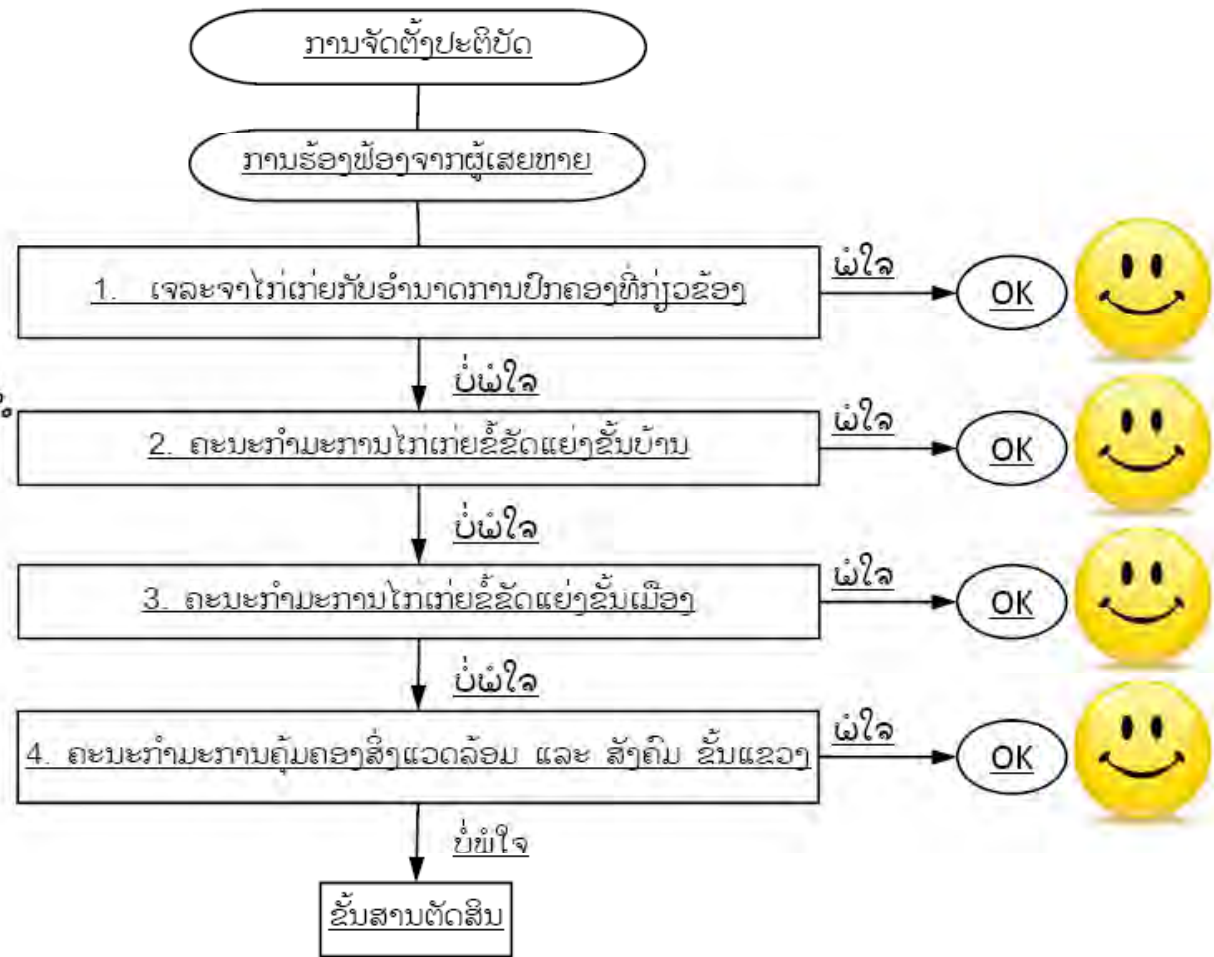 ການຈັດຕັ້ງປະຕິບັດ
ການຮ້ອງຟ້ອງຈາກຜູ້ເສຍຫາຍ
1. ເຈລະຈາໄກ່ເກ່ຍກັບອຳນາດການປົກຄອງທີ່ກ່ຽວຂ້ອງ
ພໍໃຈ
OK
ບໍ່ພໍໃຈ
2. ຄະນະກຳມະການໄກ່ເກ່ຍຂໍ້ຂັດແຍ່ງຂັ້ນບ້ານ
ພໍໃຈ
OK
ບໍ່ພໍໃຈ
3. ຄະນະກຳມະການໄກ່ເກ່ຍຂໍ້ຂັດແຍ່ງຂັ້ນເມືອງ
ພໍໃຈ
OK
ບໍ່ພໍໃຈ
4. ຄະນະກຳມະການຄຸ້ມຄອງສິ່ງແວດລ້ອມ ແລະ ສັງຄົມ ຂັ້ນແຂວງ
ພໍໃຈ
OK
ບໍ່ພໍໃຈ
ຂັ້ນສານຕັດສິນ